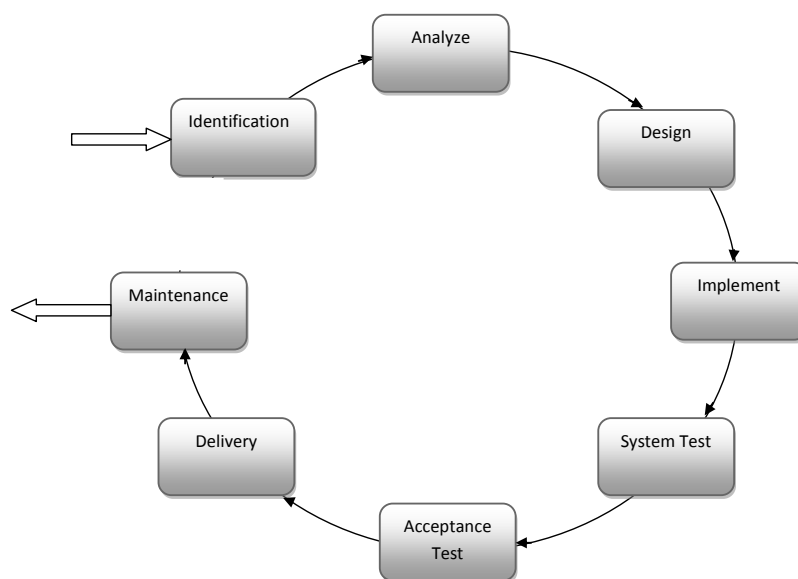 Analyze
Identification
Design
Maintenance
Implement
Delivery
System Test
Acceptance
Test